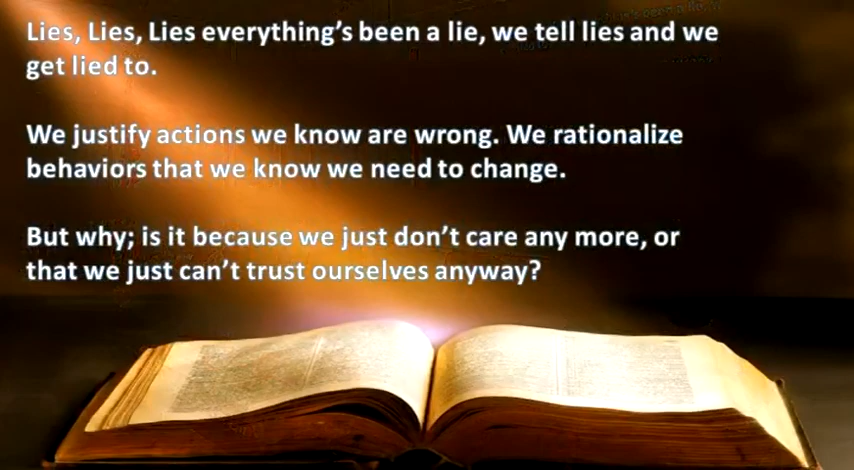 Lies, Lies, Lies everything’s been a lie, we tell lies and we
get lied to.
We justify actions we know are wrong. We rationalize
behaviors that we know we need to change.
But why; is it because we just don’t care any more, or
that we just can’t trust ourselves anyway?